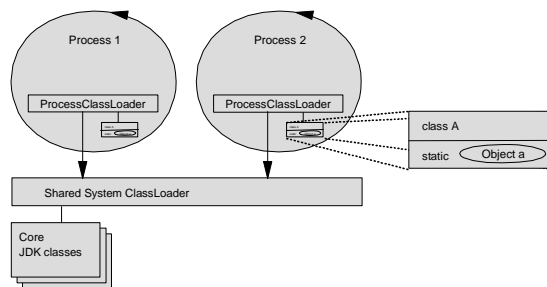 Process 1
Process 2
ProcessClassLoader
ProcessClassLoader
class A
static
Object a
Shared System ClassLoader
Core
JDK classes